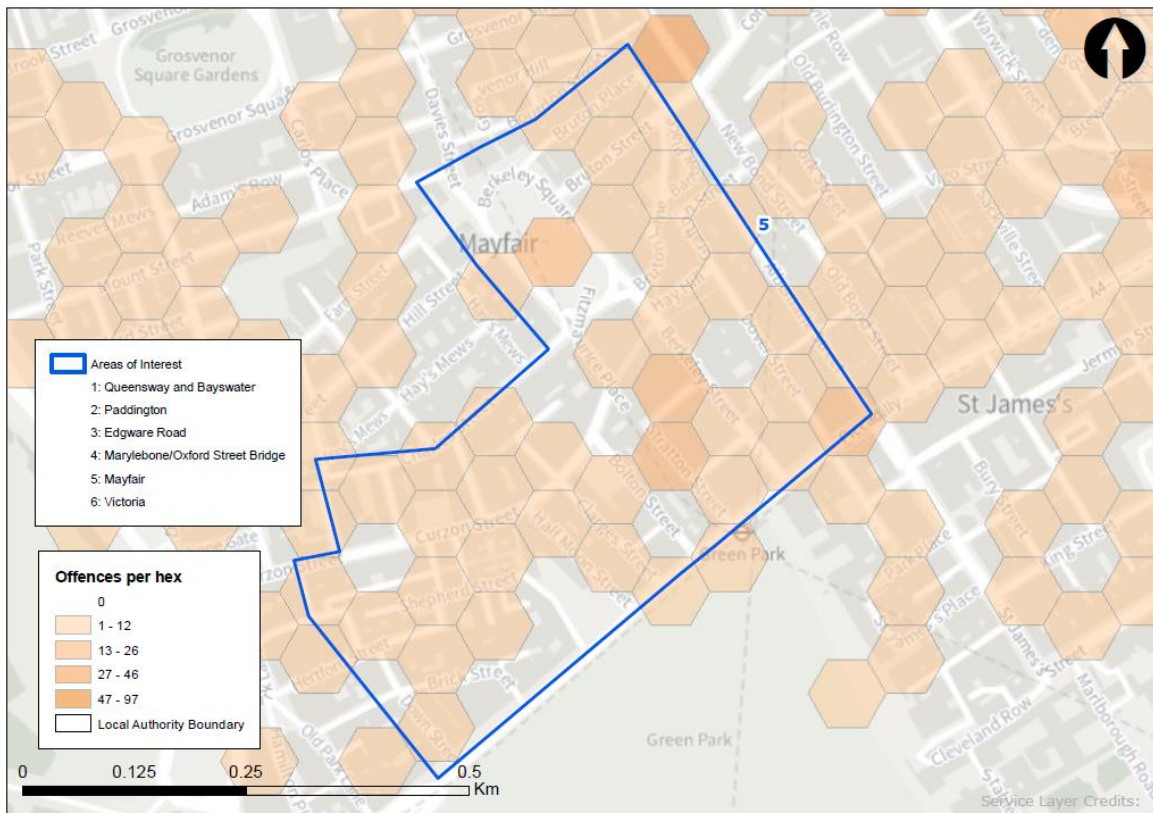 Brook Street
Grosvenor Street
Grosvenor
Square Gardens
Grosvenor Square
Carlos Place
Adam's Row
Reeves Mews
Mount Street
Park Street
Davies Street
Grosvenor Hill
Bruton Place
Bruton Street
Berkeley Square
Mayfair
Farm Street
Hill Street
Hay's Mews
Hay Hill
New Bond
Old Burlington Street
Savile Row
Warwick Street
Vigo Street
Sackville Street
Old Bond Street
A4
5
Jermyn Street
St James's
Berkeley Street
Stratton Street
Bolton Street
Clarges Street
Half Moon Street
Curzon Street
Shepherd
Brick Street
Down Street
Hertford Street
Old Park Lane
Green Park
Green Park
Bury
King Street
Park Place
St James's Place
St James's Street
Cleveland Row
Marlborough Road
Areas of Interest
1: Queensway and Bayswater
2: Paddington
3: Edgware Road
4: Marylebone/Oxford Street Bridge
5: Mayfair
6: Victoria
Offences per hex
0
1 - 12
13 - 26
27 - 46
47 - 97
Local Authority Boundary
0
0.125
0.25
0.5
Km
Service Layer Credits: